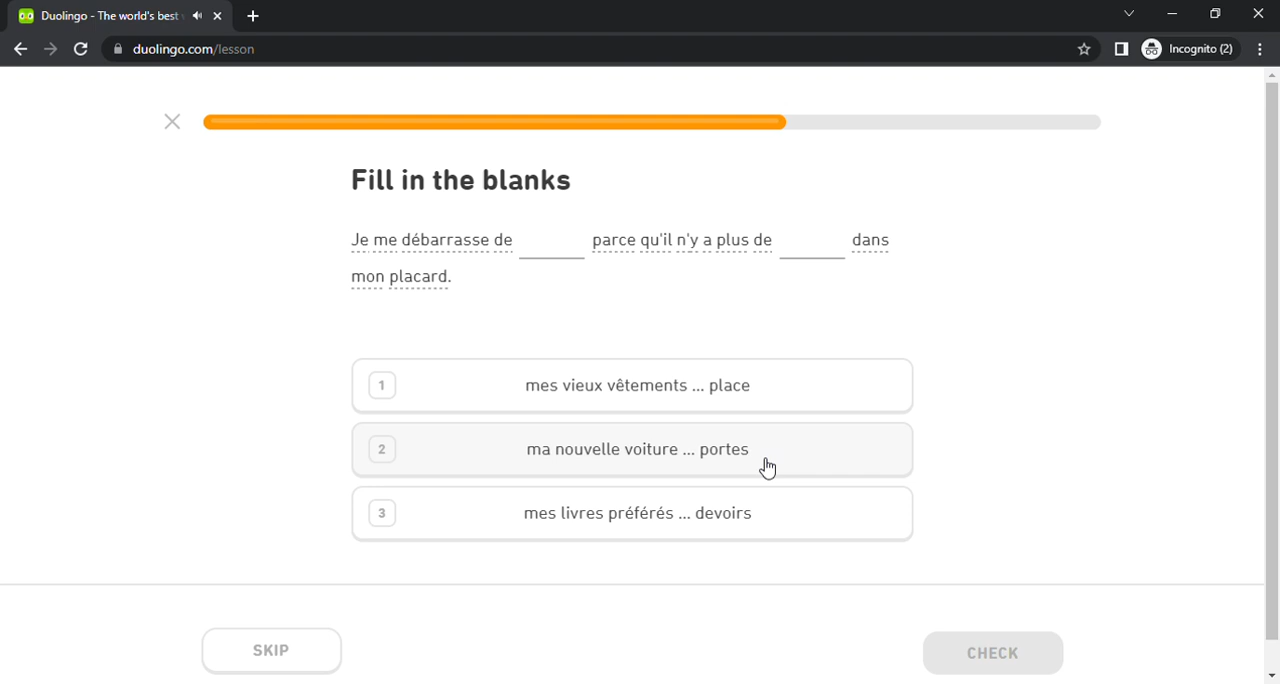 Duolingo - The world's best
duolingo.com/lesson
Incognito (2)
Fill in the blanks
Je me débarrasse de ______ parce qu'il n'y a plus de ______ dans
mon placard.
1 mes vieux vêtements ... place
2 ma nouvelle voiture ... portes
3 mes livres préférés ... devoirs
SKIP CHECK